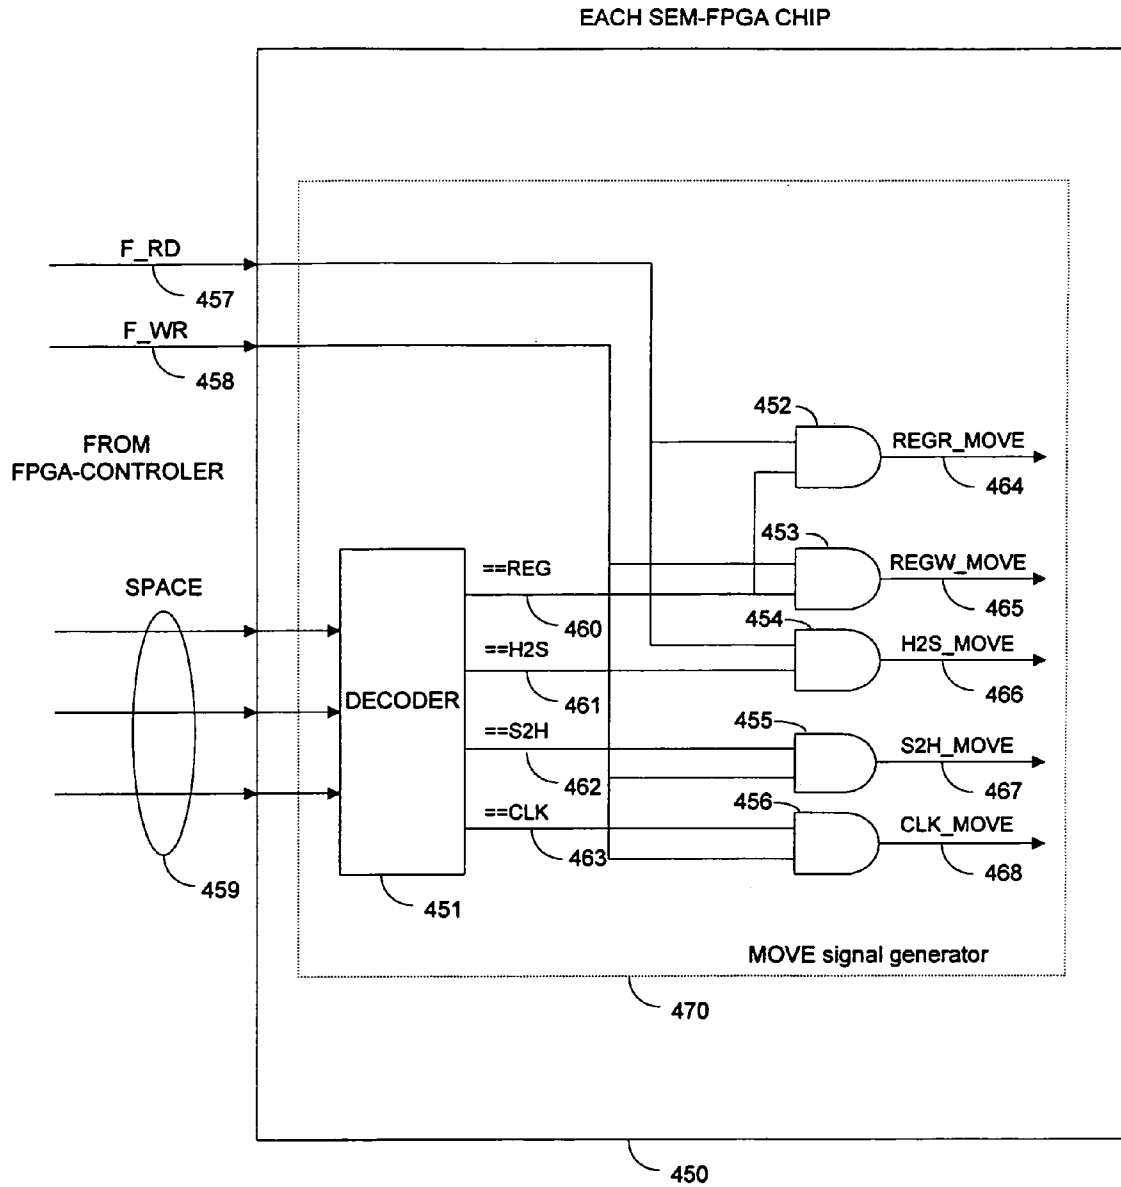 EACH SEM-FPGA CHIP
F_RD
457
F_WR
458
FROM
FPGA-CONTROLER
SPACE
459
DECODER
451
==REG
460
==H2S
461
==S2H
462
==CLK
463
452
REGR_MOVE
464
453
REGW_MOVE
465
454
H2S_MOVE
466
455
S2H_MOVE
467
456
CLK_MOVE
468
MOVE signal generator
470
450